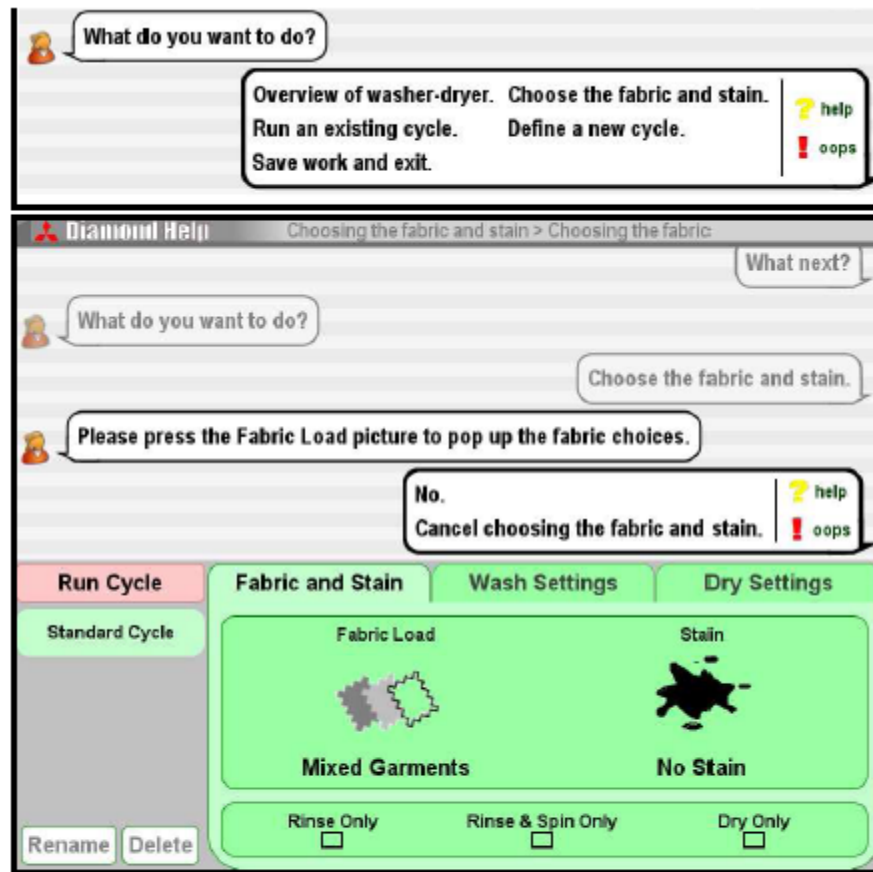 What do you want to do?
Overview of washer-dryer. Choose the fabric and stain.
Run an existing cycle. Define a new cycle.
Save work and exit.
? help
! oops
Diamond Help Choosing the fabric and stain > Choosing the fabric
What next?
What do you want to do?
Choose the fabric and stain.
Please press the Fabric Load picture to pop up the fabric choices.
No.
Cancel choosing the fabric and stain.
? help
! oops
Run Cycle Fabric and Stain Wash Settings Dry Settings
Standard Cycle
Fabric Load Stain
Mixed Garments No Stain
Rinse Only Rinse & Spin Only Dry Only
Rename Delete